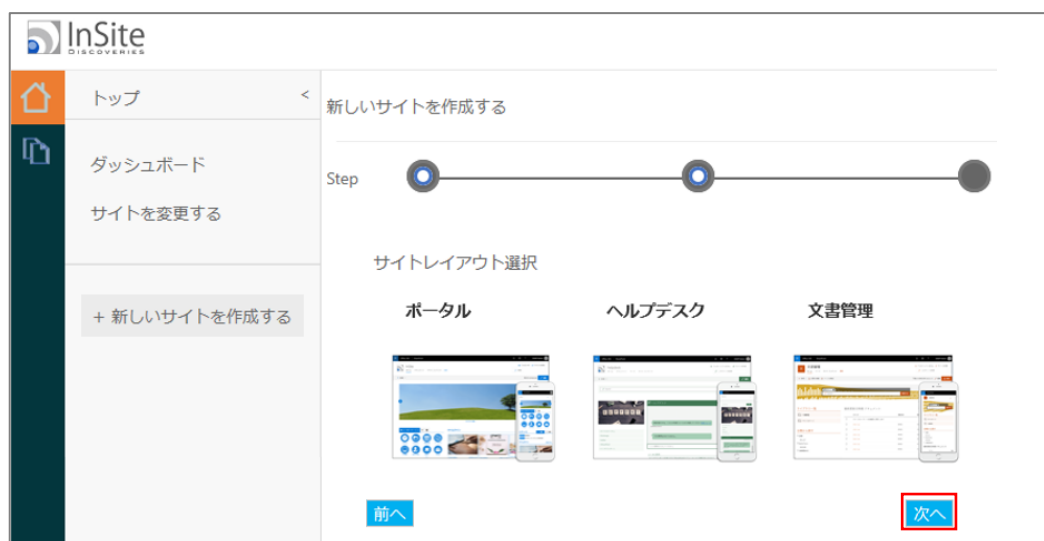 InSite
DISCOVERIES
トップ <
新しいサイトを作成する
ダッシュボード
Step
サイトを変更する
サイトレイアウト選択
+ 新しいサイトを作成する
ポータル ヘルプデスク 文書管理
前へ 次へ